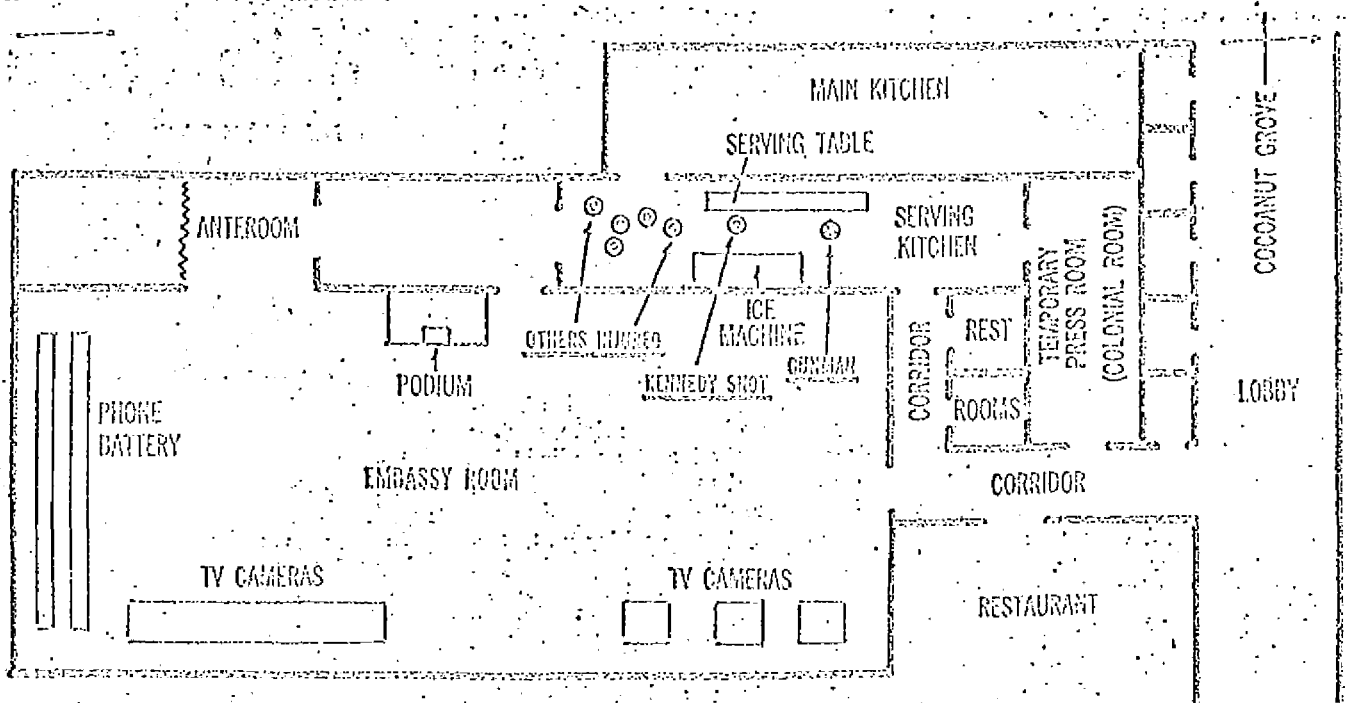 MAIN KITCHEN
SERVING TABLE
COCOANUT GROVE
ANTEROOM
SERVING
KITCHEN
TEMPORARY
PRESS ROOM
(COLONIAL ROOM)
OTHERS
ICE
MACHINE
GUNMAN
KENNEDY SHOT
PODIUM
CORRIDOR
REST
ROOMS
LOBBY
PHONE
BATTERY
EMBASSY ROOM
CORRIDOR
TV CAMERAS
TV CAMERAS
RESTAURANT